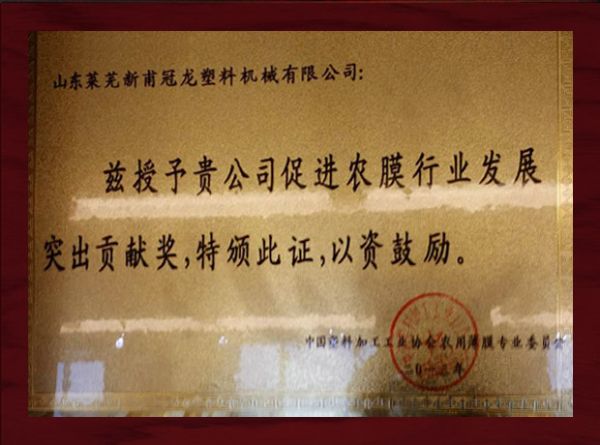 山东莱芜新甫冠龙塑料机械有限公司:
兹授予贵公司促进农膜行业发展
突出贡献奖,特颁此证,以资鼓励。
中国塑料加工工业协会农用薄膜专业委员会